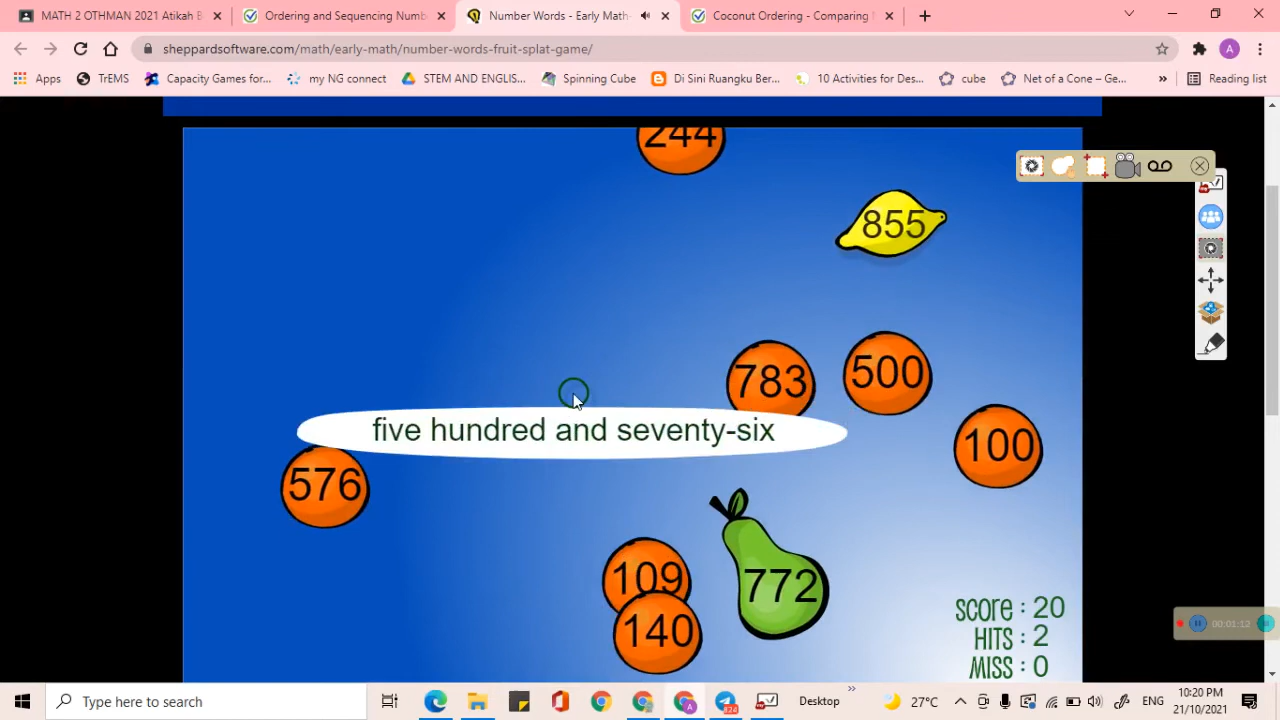 MATH 2 OTHMAN 2021 Atikah B
Ordering and Sequencing Numb
Number Words - Early Math
Coconut Ordering - Comparing N
sheppardsoftware.com/math/early-math/number-words-fruit-splat-game/
Apps
TrEMS
Capacity Games for...
my NG connect
STEM AND ENGLIS...
Spinning Cube
Di Sini Ruangku Ber...
10 Activities for Des...
cube
Net of a Cone – Ge...
»
Reading list
244
855
783
500
five hundred and seventy-six
100
576
109
772
140
SCORE : 20
HITS : 2
MISS : 0
00:01:12
Type here to search
824
Desktop
»
27°C
ENG
10:20 PM
21/10/2021